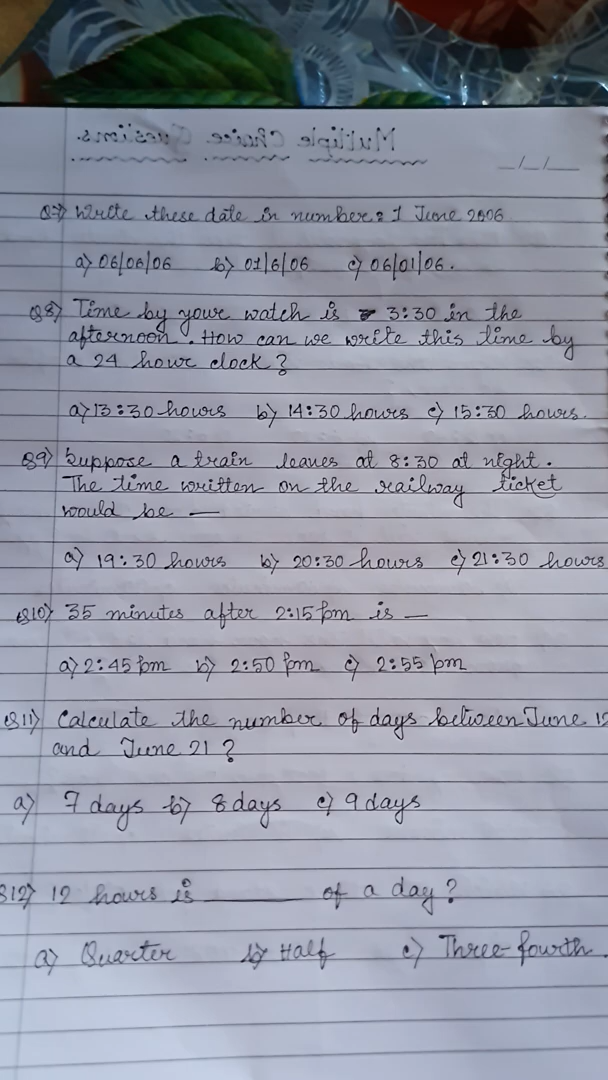 Multiple Choice Questions.
_/_/_
Q7) Write these date in number: 1 June 2006
a) 06/06/06 b) 01/6/06 c) 06/01/06.
Q8) Time by your watch is 3:30 in the
afternoon. How can we write this time by
a 24 hour clock?
a) 13:30 hours b) 14:30 hours c) 15:30 hours.
Q9) Suppose a train leaves at 8:30 at night.
The time written on the railway ticket
would be —
a) 19:30 hours b) 20:30 hours c) 21:30 hours
Q10) 35 minutes after 2:15 pm is —
a) 2:45 pm b) 2:50 pm c) 2:55 pm
Q11) Calculate the number of days between June
and June 21?
a) 7 days b) 8 days c) 9 days
Q12) 12 hours is ______ of a day?
a) Quarter b) Half c) Three-fourth.